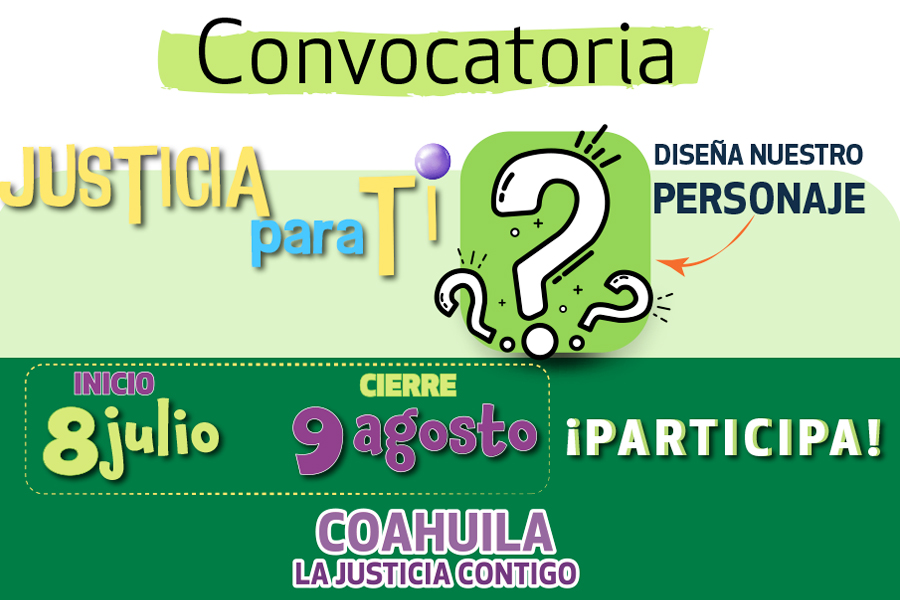 Convocatoria
JUSTICIA
para Ti
DISEÑA NUESTRO
PERSONAJE
INICIO
8 julio
CIERRE
9 agosto
¡PARTICIPA!
COAHUILA
LA JUSTICIA CONTIGO